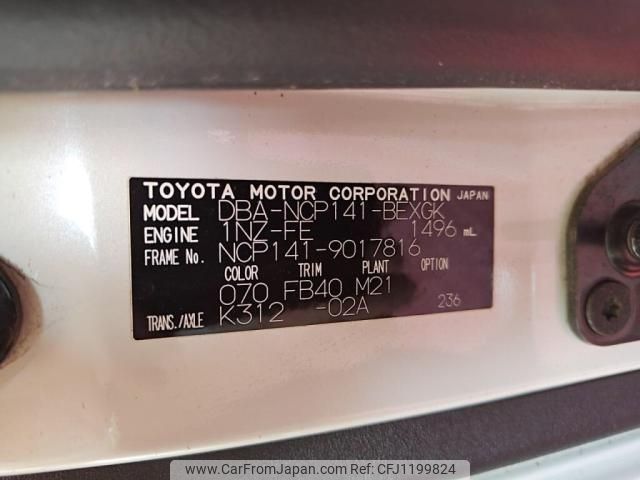 TOYOTA MOTOR CORPORATION JAPAN
MODEL DBA-NCP141-BEXGK
ENGINE 1NZ-FE 1496 mL
FRAME No. NCP141-9017816
COLOR TRIM PLANT OPTION
070 FB40 M21
TRANS./AXLE K312 -02A 236
www.CarFromJapan.com | CFJ1199824